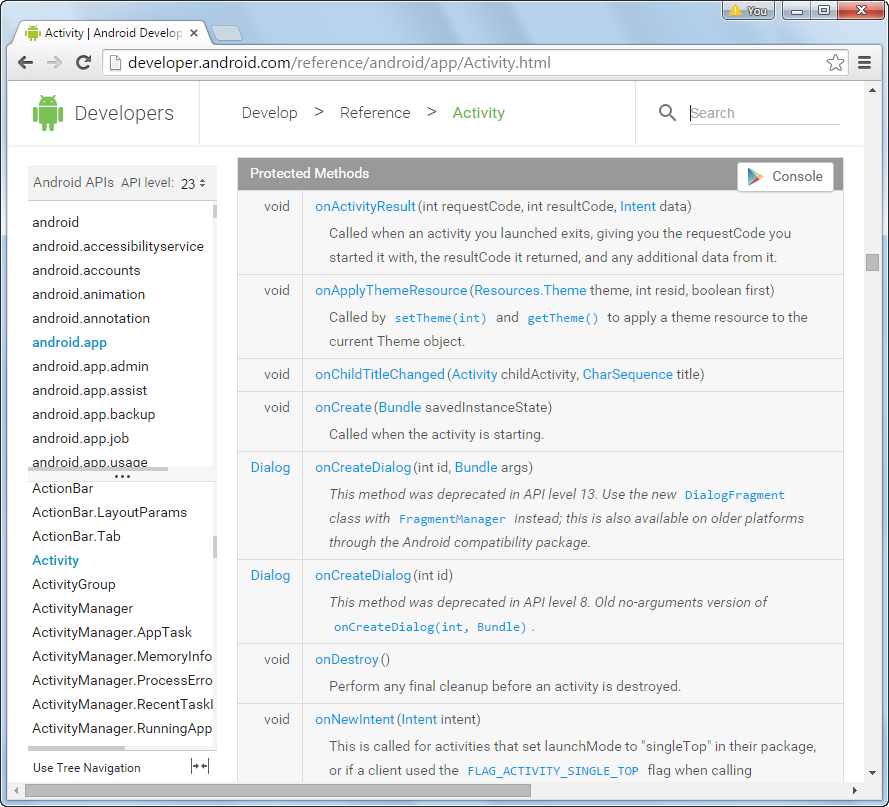 You
Activity | Android Develop
developer.android.com/reference/android/app/Activity.html
Developers
Develop > Reference > Activity
Search
Android APIs API level: 23
android
android.accessibilityservice
android.accounts
android.animation
android.annotation
android.app
android.app.admin
android.app.assist
android.app.backup
android.app.job
android.app.usage
ActionBar
ActionBar.LayoutParams
ActionBar.Tab
Activity
ActivityGroup
ActivityManager
ActivityManager.AppTask
ActivityManager.MemoryInfo
ActivityManager.ProcessErro
ActivityManager.RecentTaskI
ActivityManager.RunningApp
Use Tree Navigation
Protected Methods
Console
void onActivityResult(int requestCode, int resultCode, Intent data)
Called when an activity you launched exits, giving you the requestCode you
started it with, the resultCode it returned, and any additional data from it.
void onApplyThemeResource(Resources.Theme theme, int resid, boolean first)
Called by setTheme(int) and getTheme() to apply a theme resource to the
current Theme object.
void onChildTitleChanged(Activity childActivity, CharSequence title)
void onCreate(Bundle savedInstanceState)
Called when the activity is starting.
Dialog onCreateDialog(int id, Bundle args)
This method was deprecated in API level 13. Use the new DialogFragment
class with FragmentManager instead; this is also available on older platforms
through the Android compatibility package.
Dialog onCreateDialog(int id)
This method was deprecated in API level 8. Old no-arguments version of
onCreateDialog(int, Bundle).
void onDestroy()
Perform any final cleanup before an activity is destroyed.
void onNewIntent(Intent intent)
This is called for activities that set launchMode to "singleTop" in their package,
or if a client used the FLAG_ACTIVITY_SINGLE_TOP flag when calling